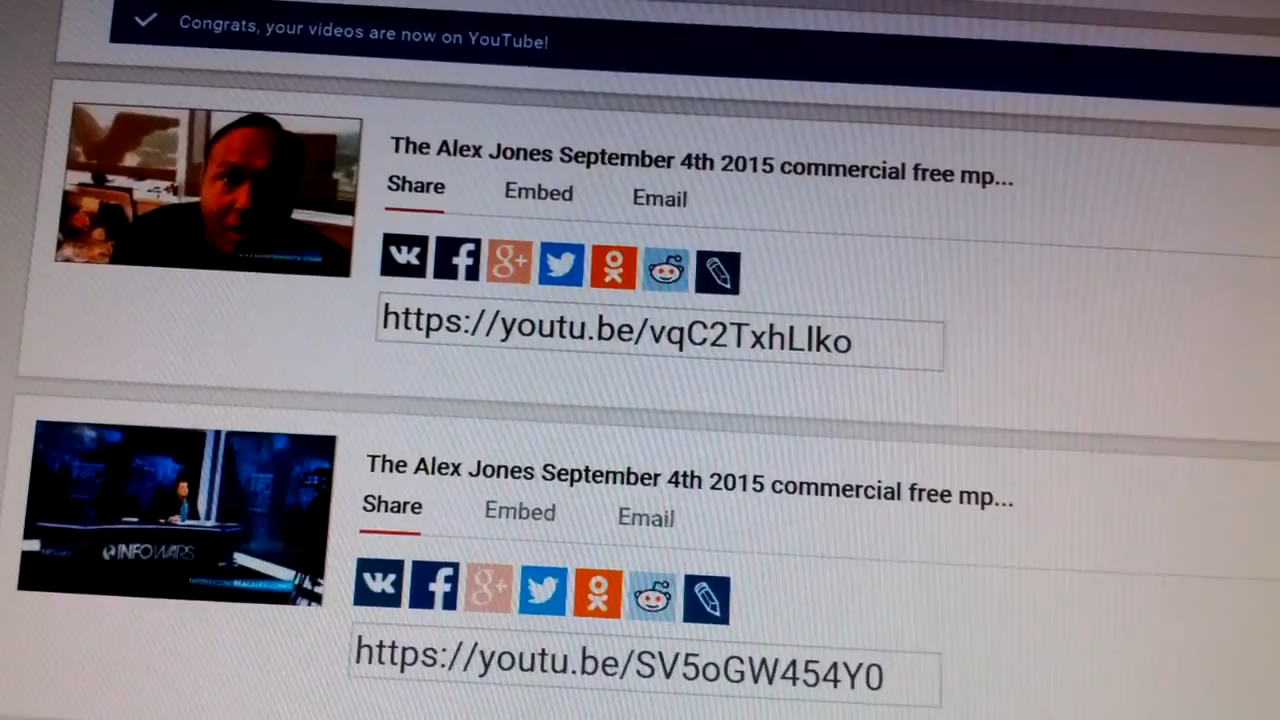 Congrats, your videos are now on YouTube!
The Alex Jones September 4th 2015 commercial free mp...
Share Embed Email
https://youtu.be/vqC2TxhLlko
The Alex Jones September 4th 2015 commercial free mp...
INFOWARS
Share Embed Email
https://youtu.be/SV5oGW454Y0